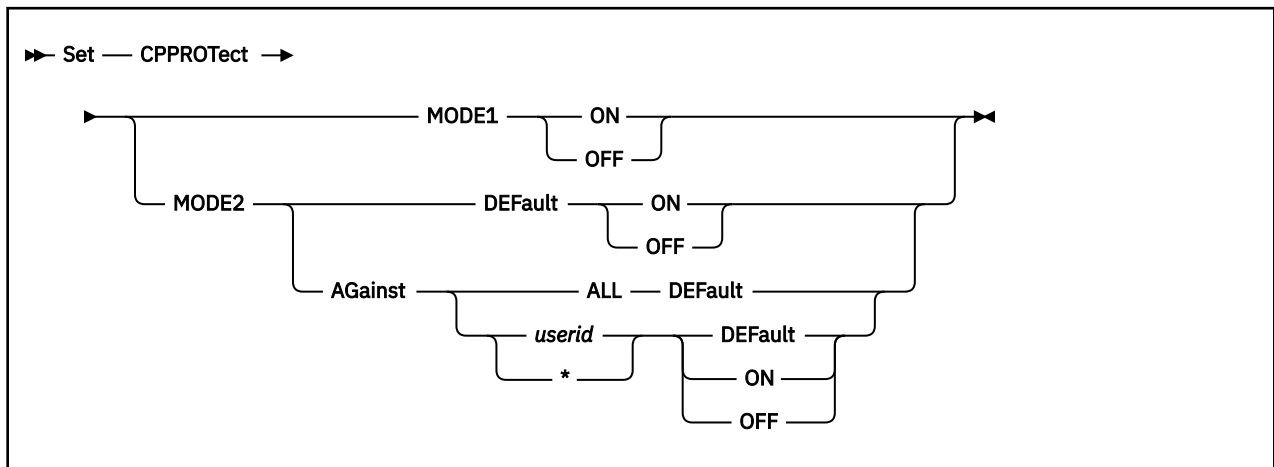 Set CPPROTect
MODE1 ON
OFF
MODE2 DEFault ON
OFF
AGainst ALL DEFault
userid DEFault
* ON
OFF